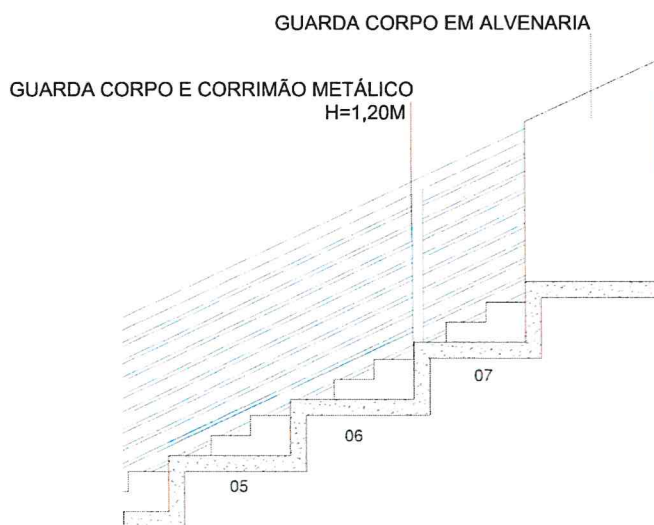 GUARDA CORPO EM ALVENARIA
GUARDA CORPO E CORRIMÃO METÁLICO
H=1,20M
07
06
05